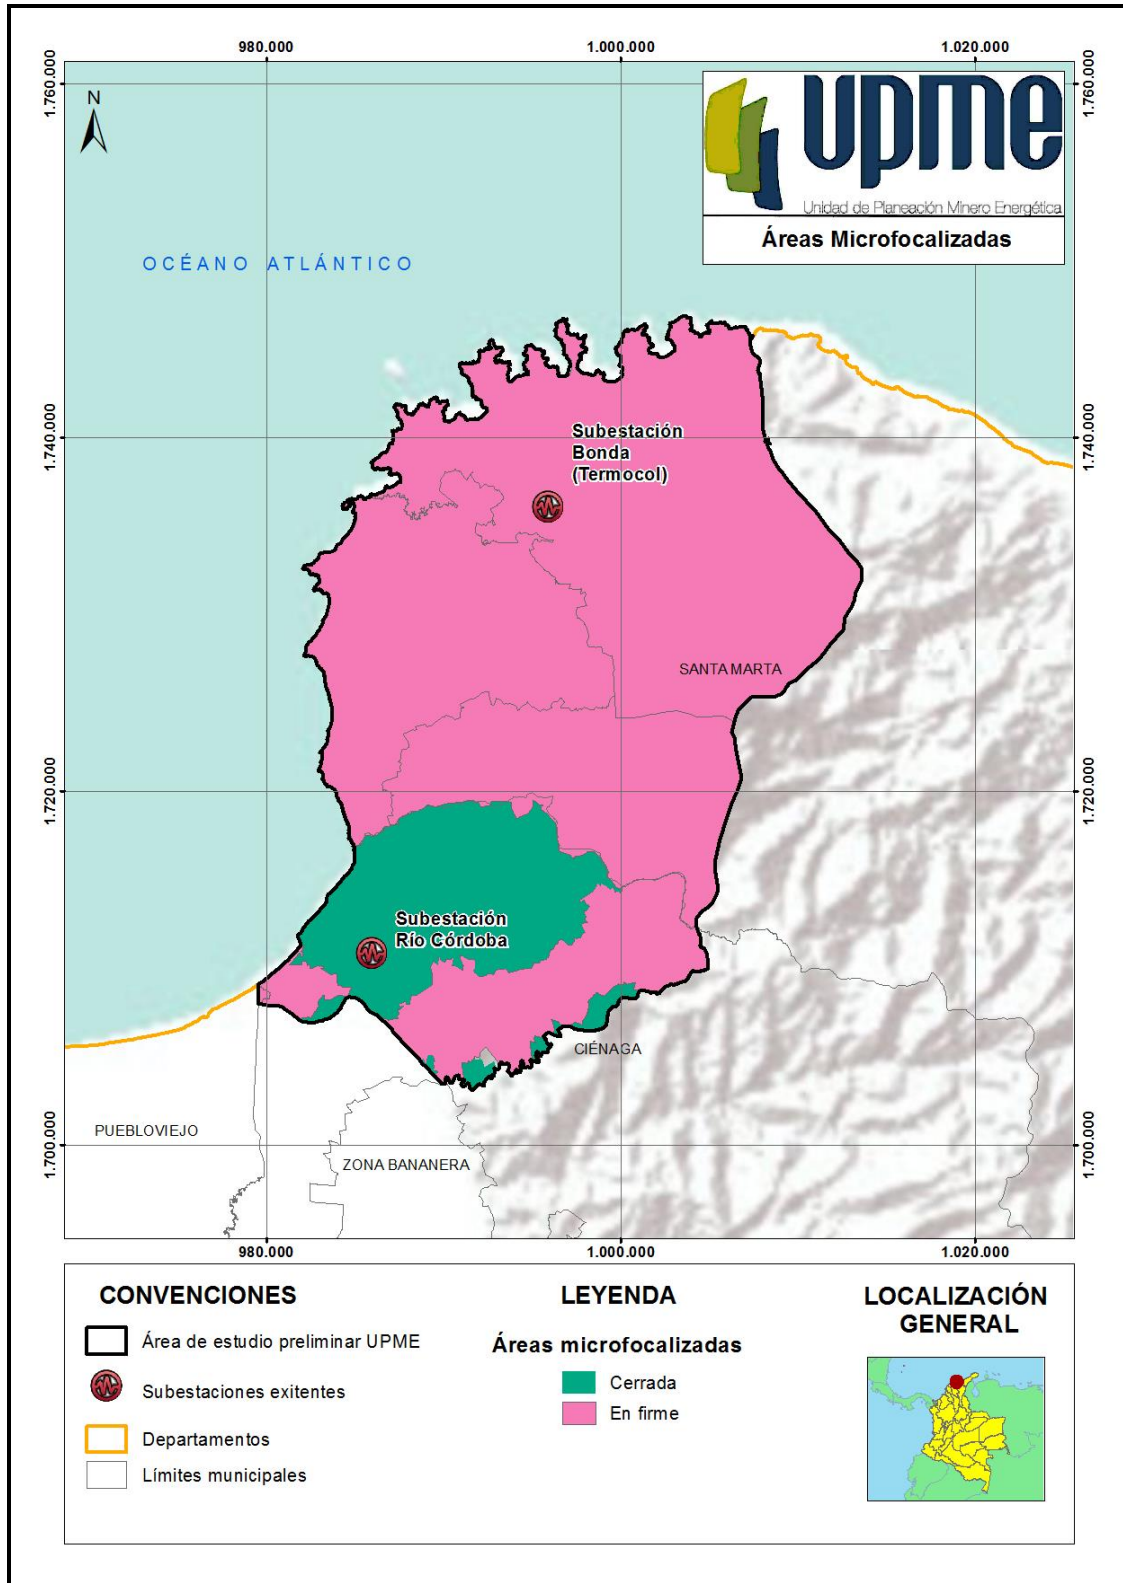 980.000
1.000.000
1.020.000
1.760.000
1.760.000
N
upme
Unidad de Planeación Minero Energética
Áreas Microfocalizadas
OCÉANO ATLÁNTICO
1.740.000
1.740.000
Subestación
Bonda
(Termocol)
SANTA MARTA
1.720.000
1.720.000
Subestación
Río Córdoba
CIÉNAGA
PUEBLOVIEJO
ZONA BANANERA
1.700.000
1.700.000
980.000
1.000.000
1.020.000
CONVENCIONES
Área de estudio preliminar UPME
Subestaciones exitentes
Departamentos
Límites municipales
LEYENDA
Áreas microfocalizadas
Cerrada
En firme
LOCALIZACIÓN
GENERAL